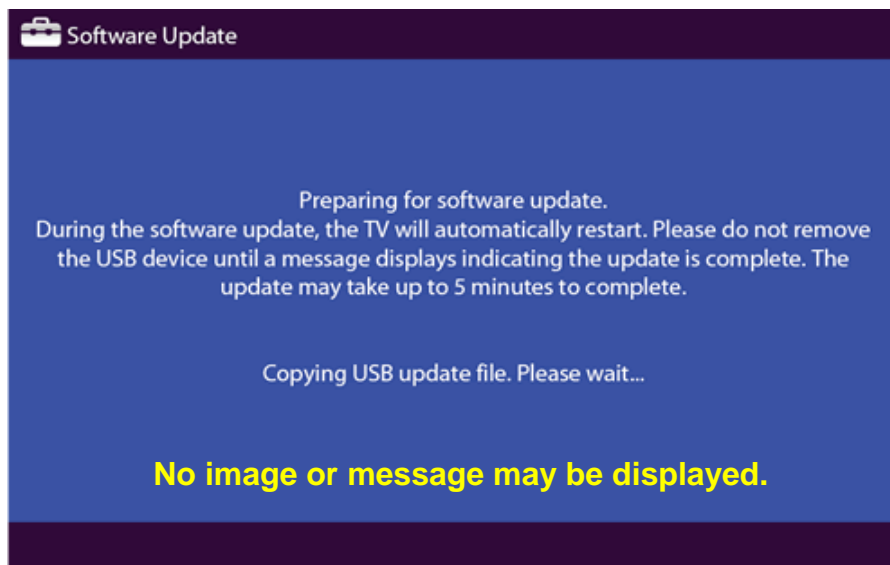 Software Update
Preparing for software update.
During the software update, the TV will automatically restart. Please do not remove
the USB device until a message displays indicating the update is complete. The
update may take up to 5 minutes to complete.
Copying USB update file. Please wait...
No image or message may be displayed.